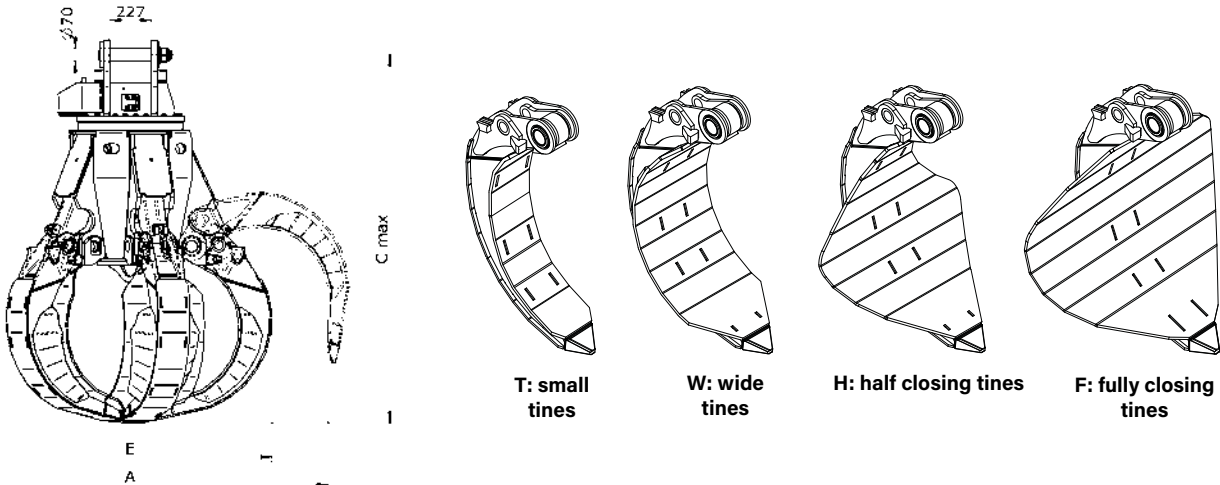 ø70
227
C max
E
A
T: small
tines
W: wide
tines
H: half closing tines
F: fully closing
tines